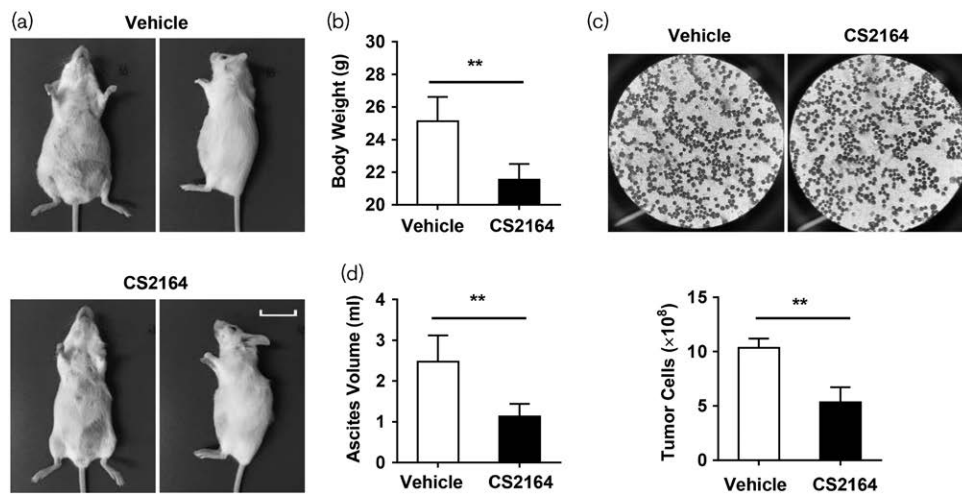 (a)
Vehicle
CS2164
(b)
Body Weight (g)
30
28
26
24
22
20
**
Vehicle
CS2164
(c)
Vehicle
CS2164
(d)
Ascites Volume (ml)
4
3
2
1
0
**
Vehicle
CS2164
Tumor Cells (×10⁸)
15
10
5
0
**
Vehicle
CS2164